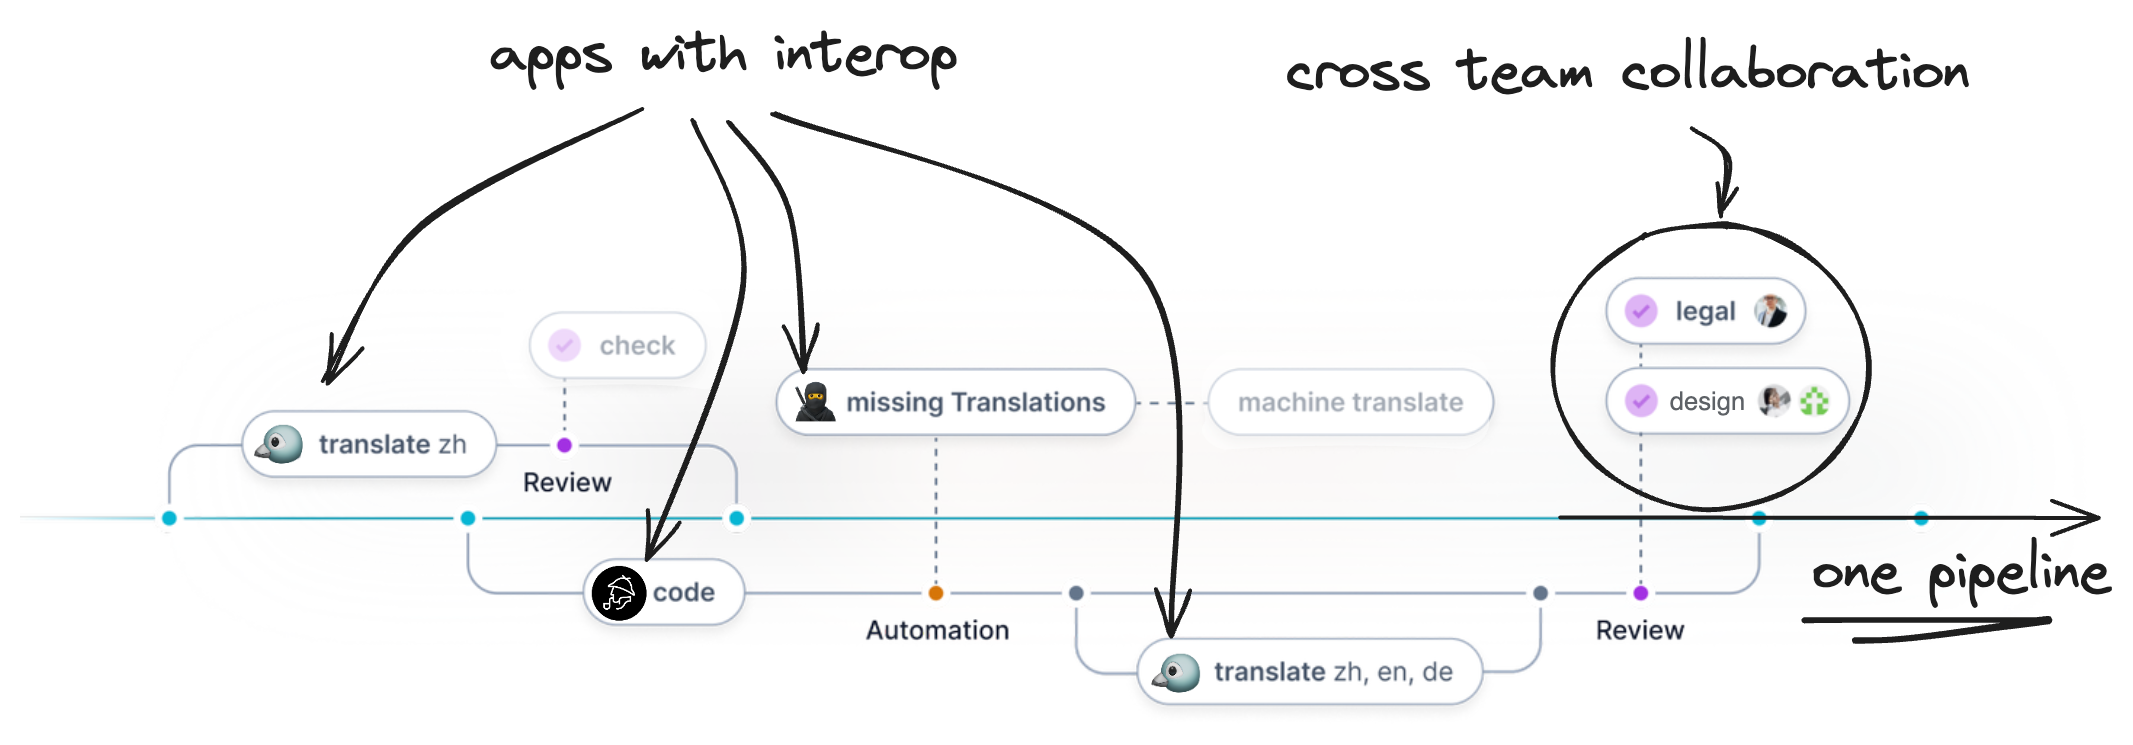 apps with interop
cross team collaboration
legal
check
missing Translations
machine translate
design
translate zh
Review
one pipeline
code
Automation
Review
translate zh, en, de